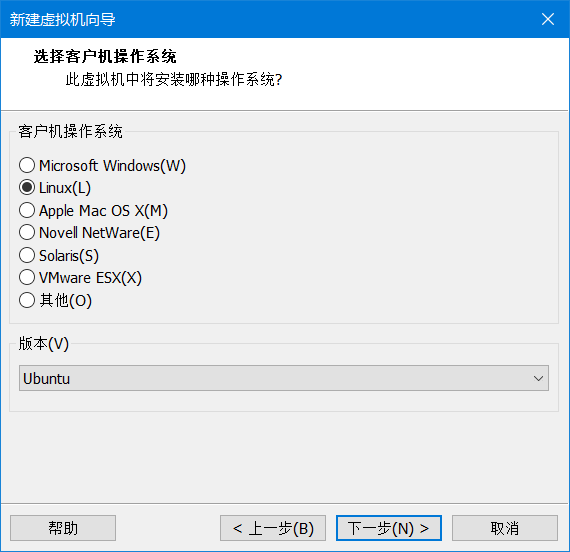 新建虚拟机向导
选择客户机操作系统
此虚拟机中将安装哪种操作系统?
客户机操作系统
Microsoft Windows(W)
Linux(L)
Apple Mac OS X(M)
Novell NetWare(E)
Solaris(S)
VMware ESX(X)
其他(O)
版本(V)
Ubuntu
帮助
< 上一步(B)
下一步(N) >
取消